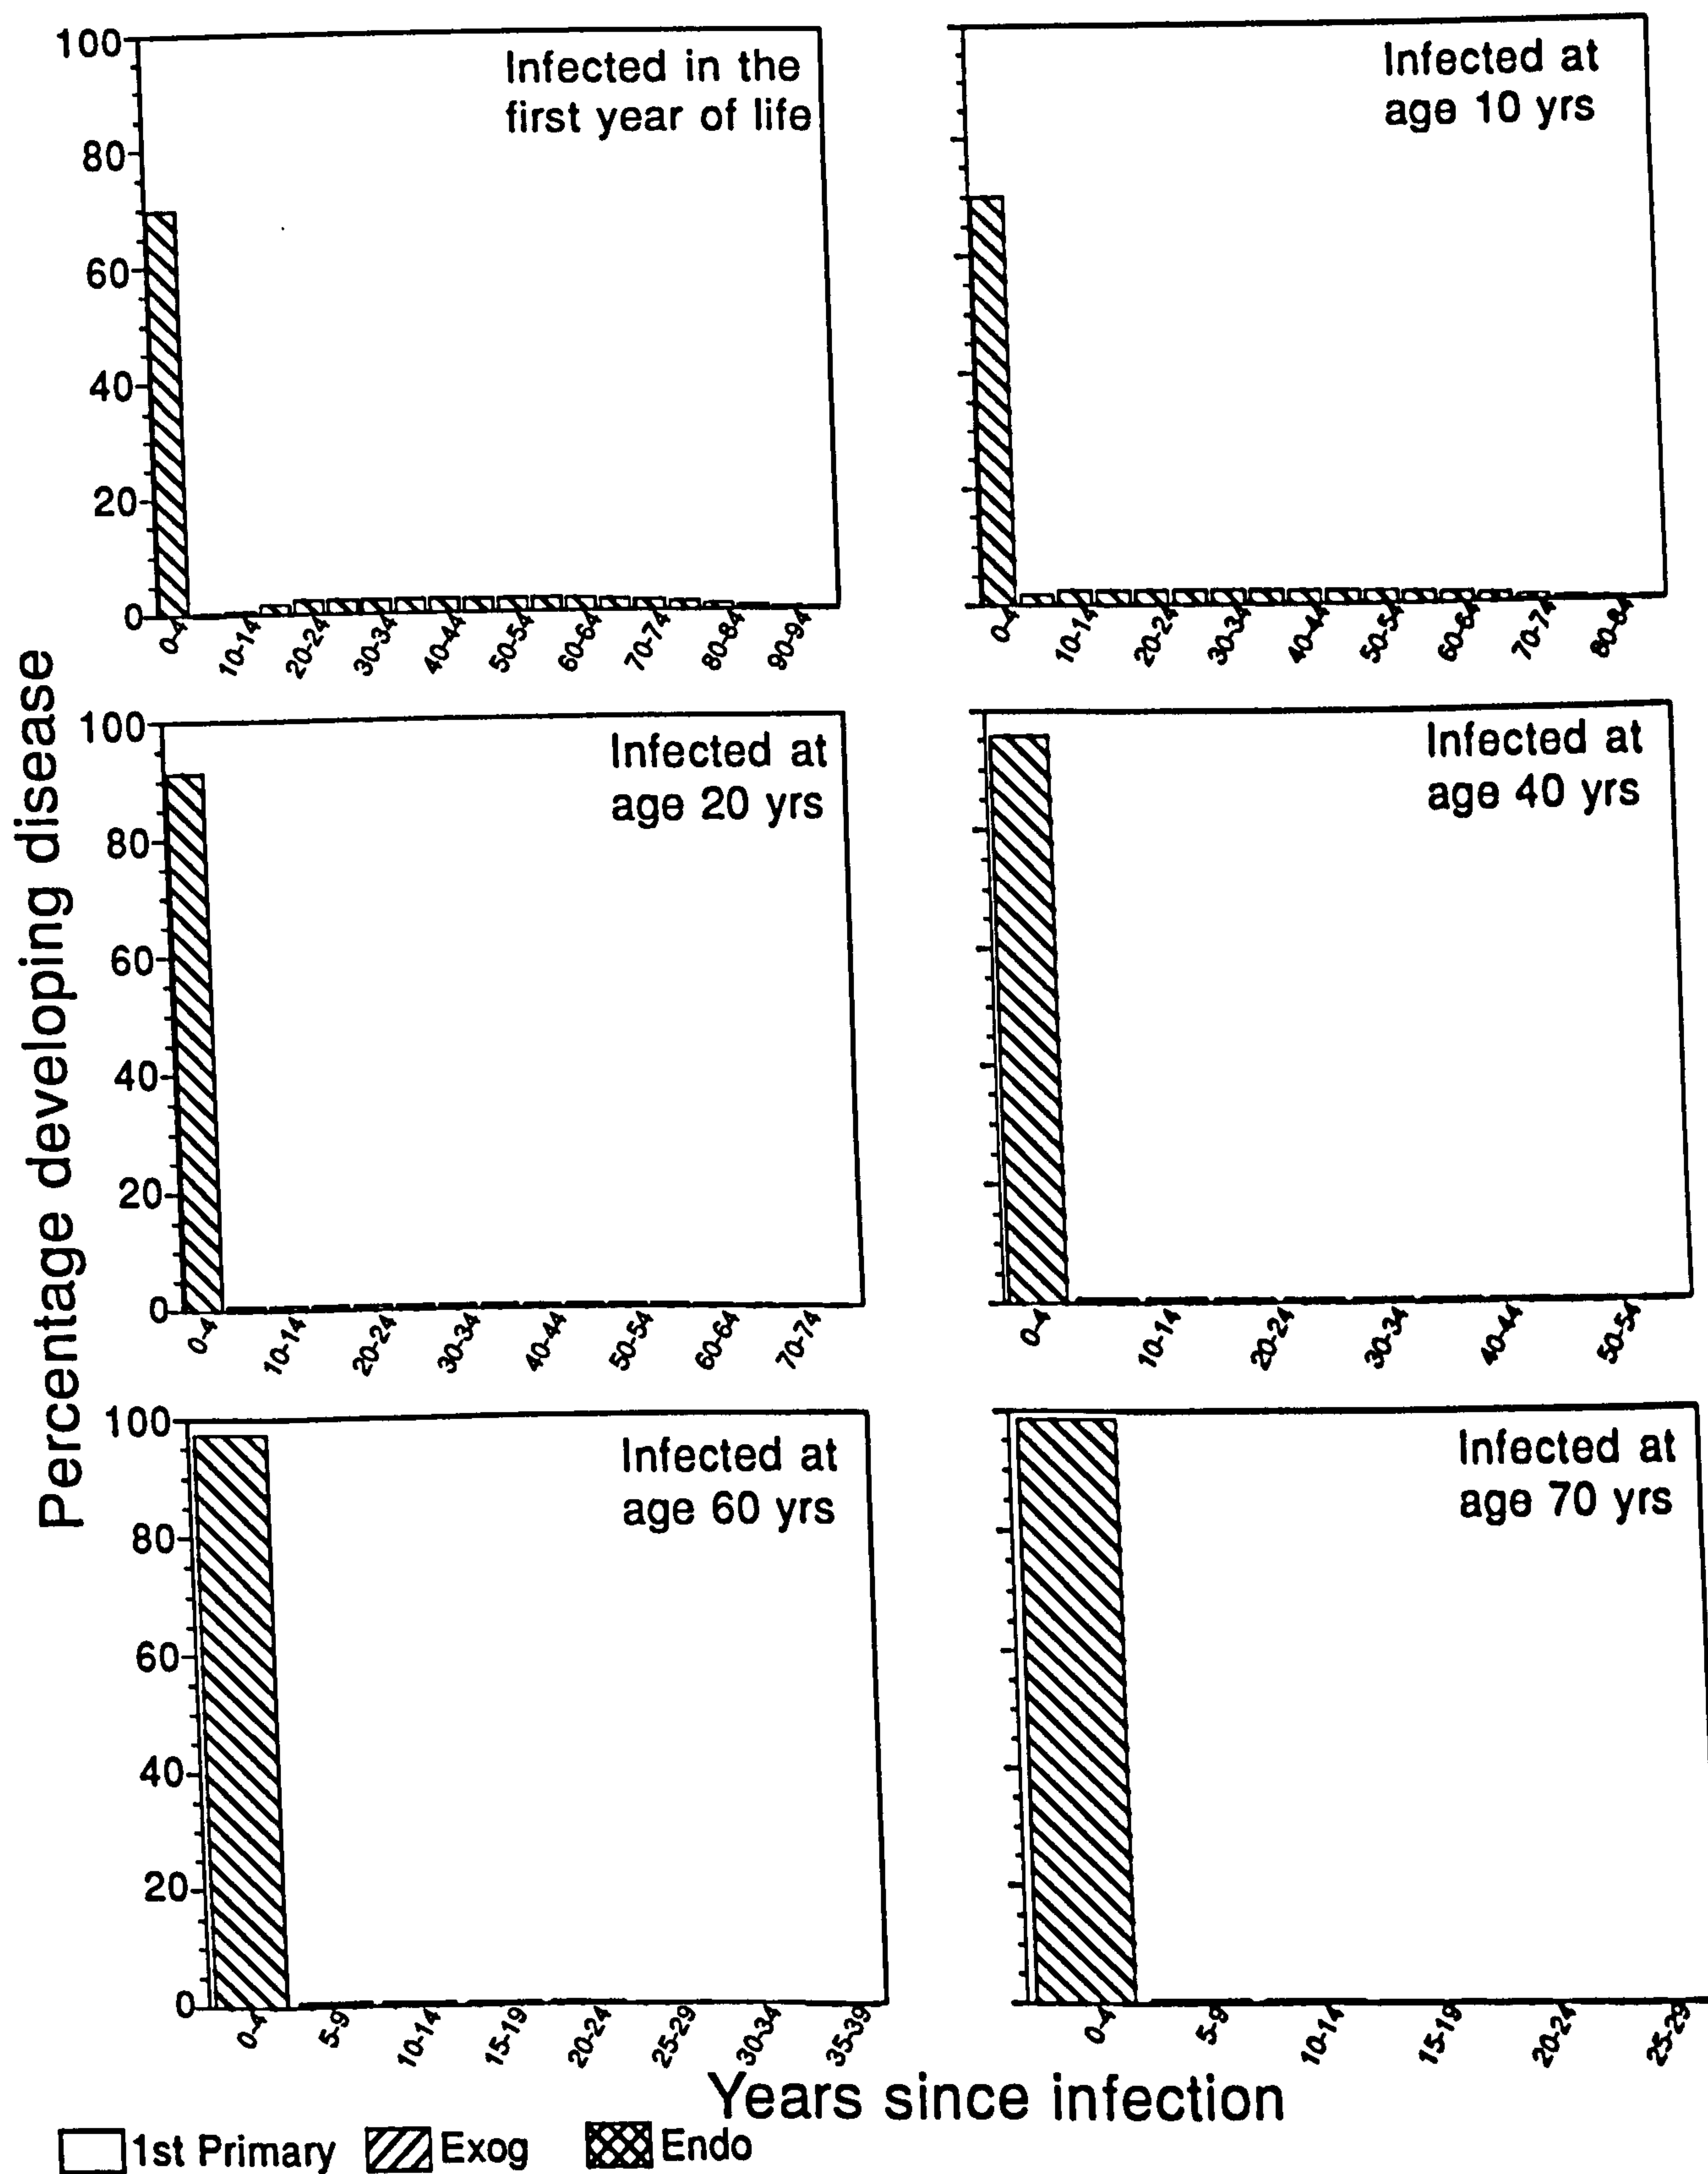 Percentage developing disease
100
80
60
40
20
0
Infected in the
first year of life
0-4 10-14 20-24 30-34 40-44 50-54 60-64 70-74 80-84 90-94
Infected at
age 10 yrs
0-4 10-14 20-24 30-34 40-44 50-54 60-64 70-74 80-84
100
80
60
40
20
0
Infected at
age 20 yrs
0-4 10-14 20-24 30-34 40-44 50-54 60-64 70-74
Infected at
age 40 yrs
0-4 10-14 20-24 30-34 40-44 50-54
100
80
60
40
20
0
Infected at
age 60 yrs
0-4 5-9 10-14 15-19 20-24 25-29 30-34 35-39
Infected at
age 70 yrs
0-4 5-9 10-14 15-19 20-24 25-29
Years since infection
1st Primary Exog Endo